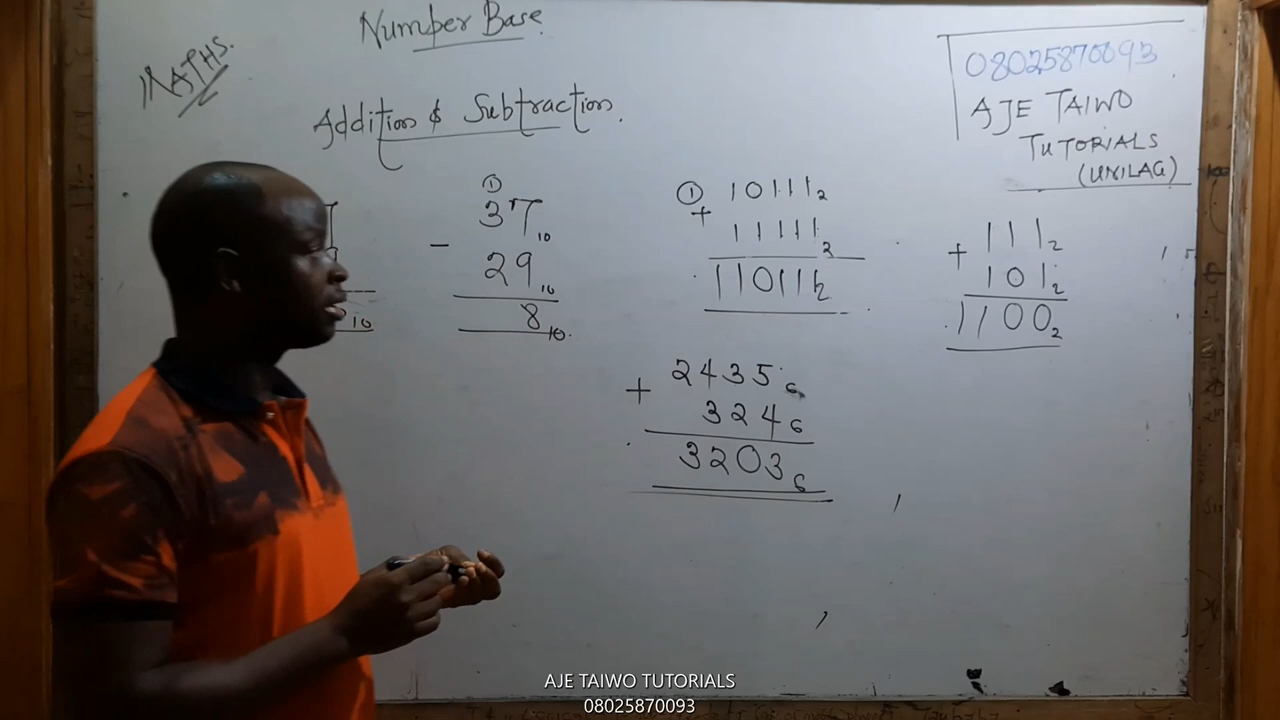 Number Base.
MATHS.
Addition & Subtraction.
08025870093
AJE TAIWO
TUTORIALS
(UNILAG)
10
①
37₁₀
- 29₁₀
8₁₀
① 10111₂
+ 11111₂
110112
+ 111₂
101₂
1100₂
2435₆
+ 324₆
3203₆
AJE TAIWO TUTORIALS
08025870093